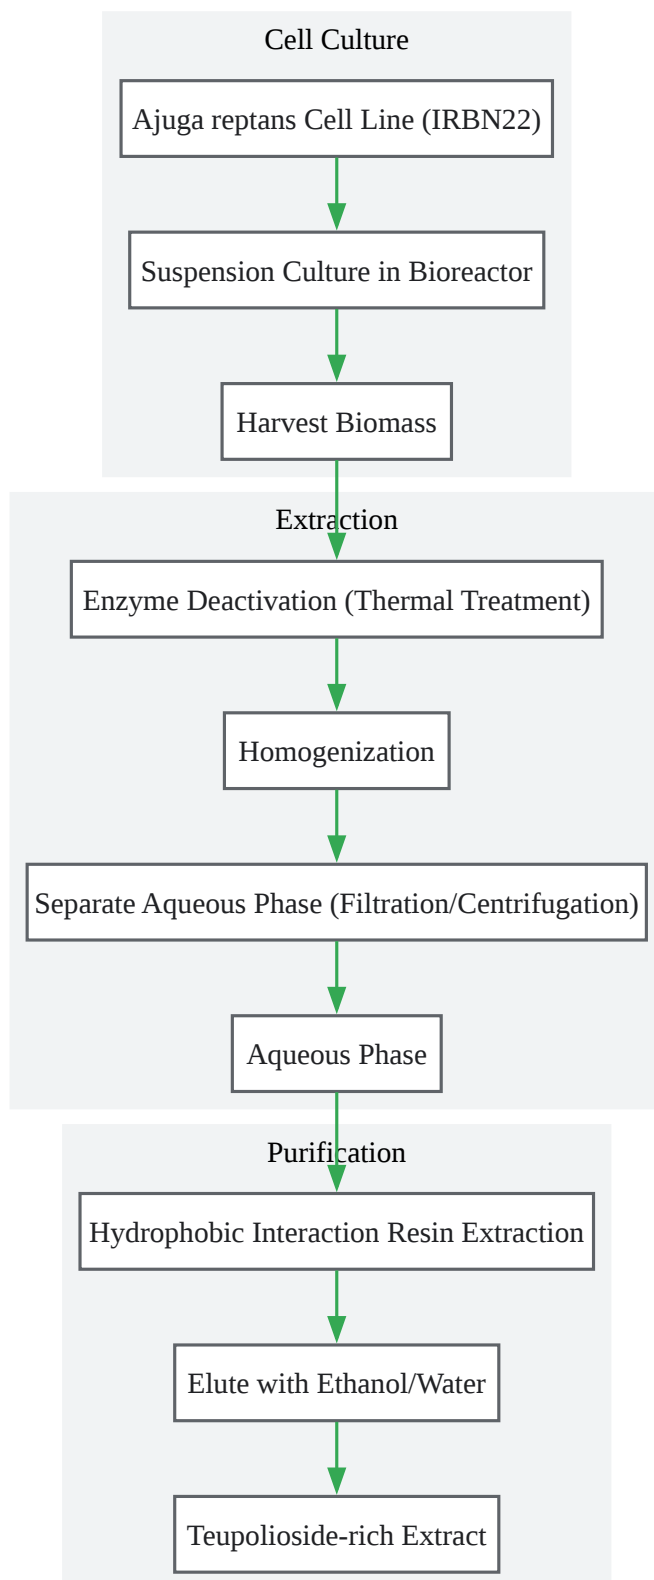 Cell Culture
Ajuga reptans Cell Line (IRBN22)
Suspension Culture in Bioreactor
Harvest Biomass
Extraction
Enzyme Deactivation (Thermal Treatment)
Homogenization
Separate Aqueous Phase (Filtration/Centrifugation)
Aqueous Phase
Purification
Hydrophobic Interaction Resin Extraction
Elute with Ethanol/Water
Teupolioside-rich Extract